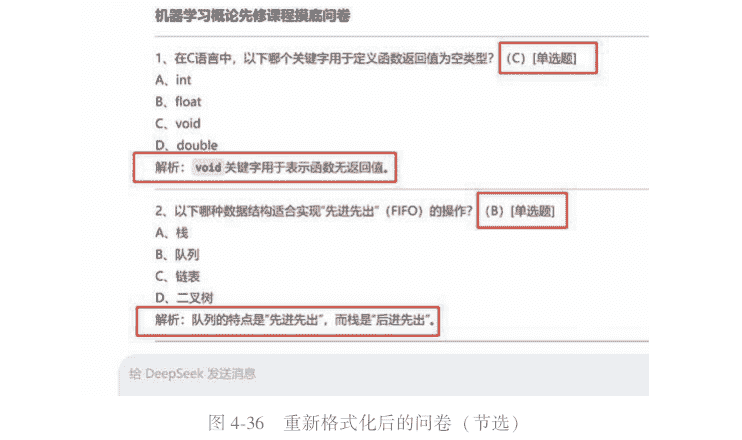 机器学习概论先修课程摸底问卷
1、在C语言中，以下哪个关键字用于定义函数返回值为空类型？（C）[单选题]
A、int
B、float
C、void
D、double
解析：void 关键字用于表示函数无返回值。
2、以下哪种数据结构适合实现"先进先出"（FIFO）的操作？（B）[单选题]
A、栈
B、队列
C、链表
D、二叉树
解析：队列的特点是"先进先出"，而栈是"后进先出"。
给 DeepSeek 发送消息
图 4-36 重新格式化后的问卷（节选）